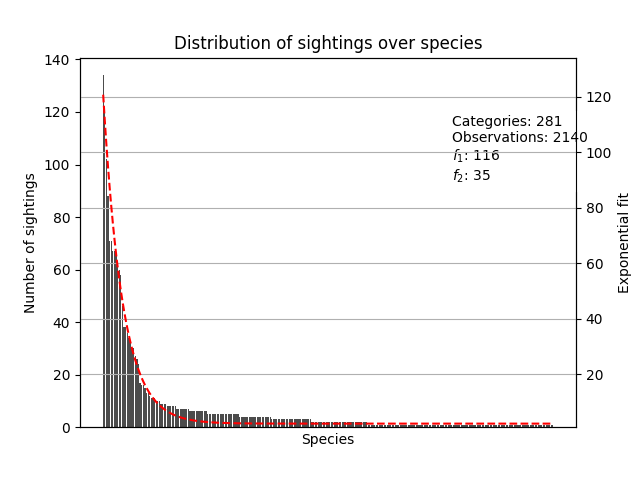 Distribution of sightings over species
140
120
100
80
60
40
20
0
Number of sightings
Categories: 281
Observations: 2140
f₁: 116
f₂: 35
120
100
80
60
40
20
Exponential fit
Species